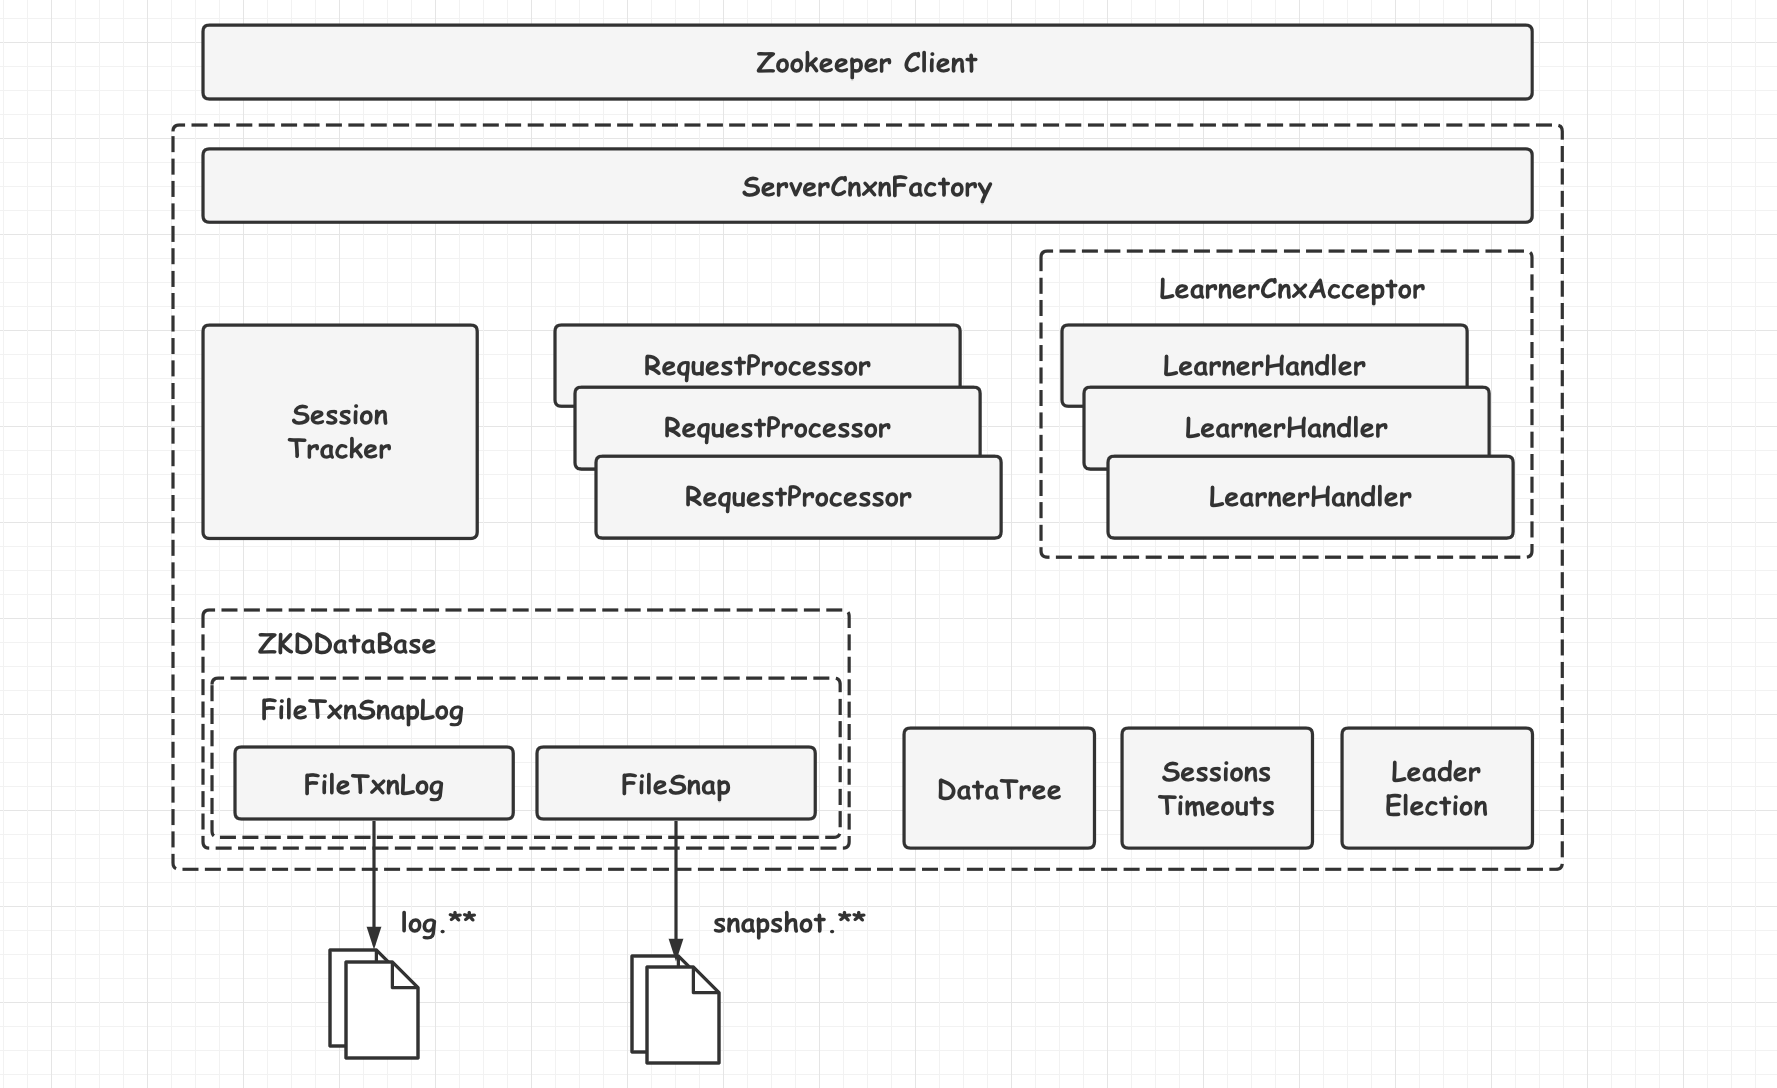 Zookeeper Client
ServerCnxnFactory
LearnerCnxAcceptor
Session
Tracker
RequestProcessor
RequestProcessor
RequestProcessor
LearnerHandler
LearnerHandler
LearnerHandler
ZKDDataBase
FileTxnSnapLog
FileTxnLog
FileSnap
DataTree
Sessions
Timeouts
Leader
Election
log.**
snapshot.**